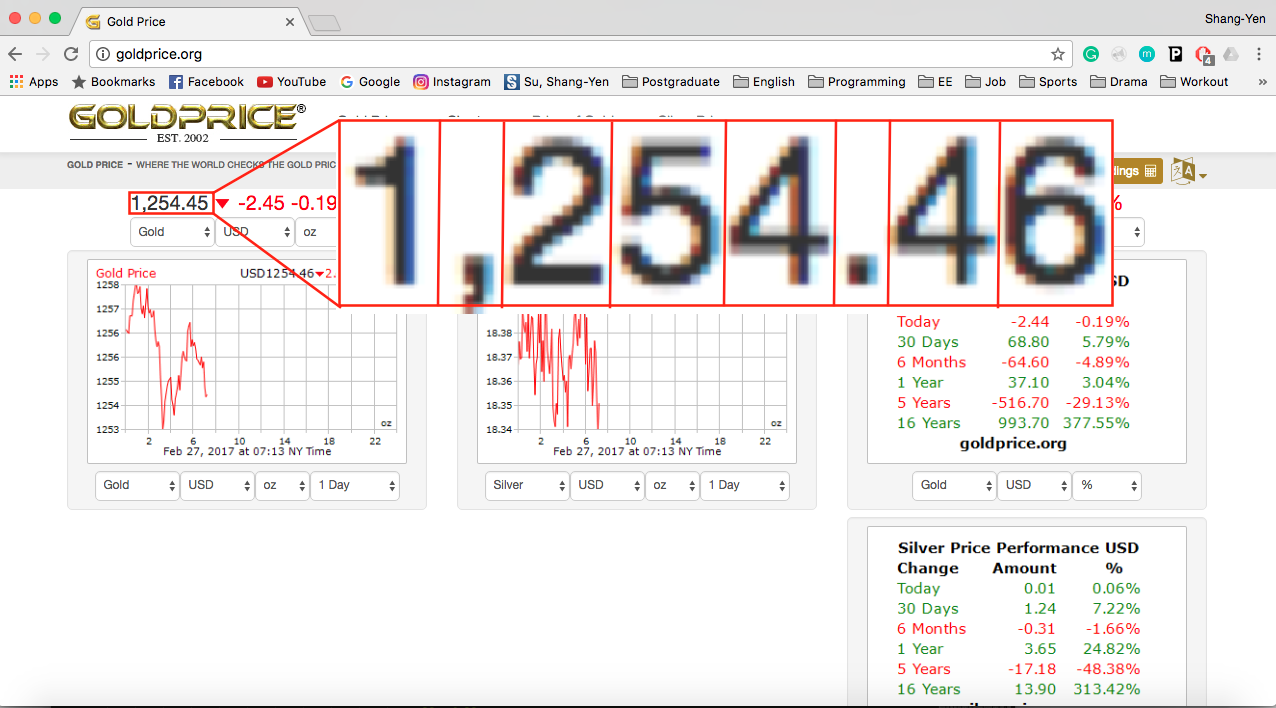 Gold Price
Shang-Yen
goldprice.org
4
Apps Bookmarks Facebook YouTube Google Instagram Su, Shang-Yen Postgraduate English Programming EE Job Sports Drama Workout »
GOLDPRICE®
EST. 2002
GOLD PRICE - WHERE THE WORLD CHECKS THE GOLD PRIC
1,254.46
1,254.45 -2.45 -0.19
%
Gold USD oz
Gold Price USD1254.46
1258
1257
1256
1256
1255
1254
1253
2 6 10 14 18 22
oz
Feb 27, 2017 at 07:13 NY Time
Gold USD oz 1 Day
18.38
18.37
18.36
18.35
18.34
2 6 10 14 18 22
oz
Feb 27, 2017 at 07:13 NY Time
Silver USD oz 1 Day
Today -2.44 -0.19%
30 Days 68.80 5.79%
6 Months -64.60 -4.89%
1 Year 37.10 3.04%
5 Years -516.70 -29.13%
16 Years 993.70 377.55%
goldprice.org
Gold USD %
Silver Price Performance USD
Change Amount %
Today 0.01 0.06%
30 Days 1.24 7.22%
6 Months -0.31 -1.66%
1 Year 3.65 24.82%
5 Years -17.18 -48.38%
16 Years 13.90 313.42%